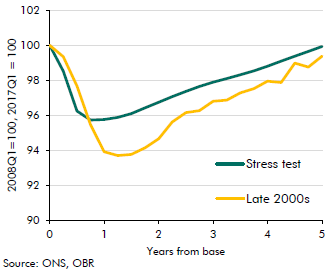 102
100
98
96
94
92
90
2008Q1=100, 2017Q1 = 100
Stress test
Late 2000s
0 1 2 3 4 5
Years from base
Source: ONS, OBR